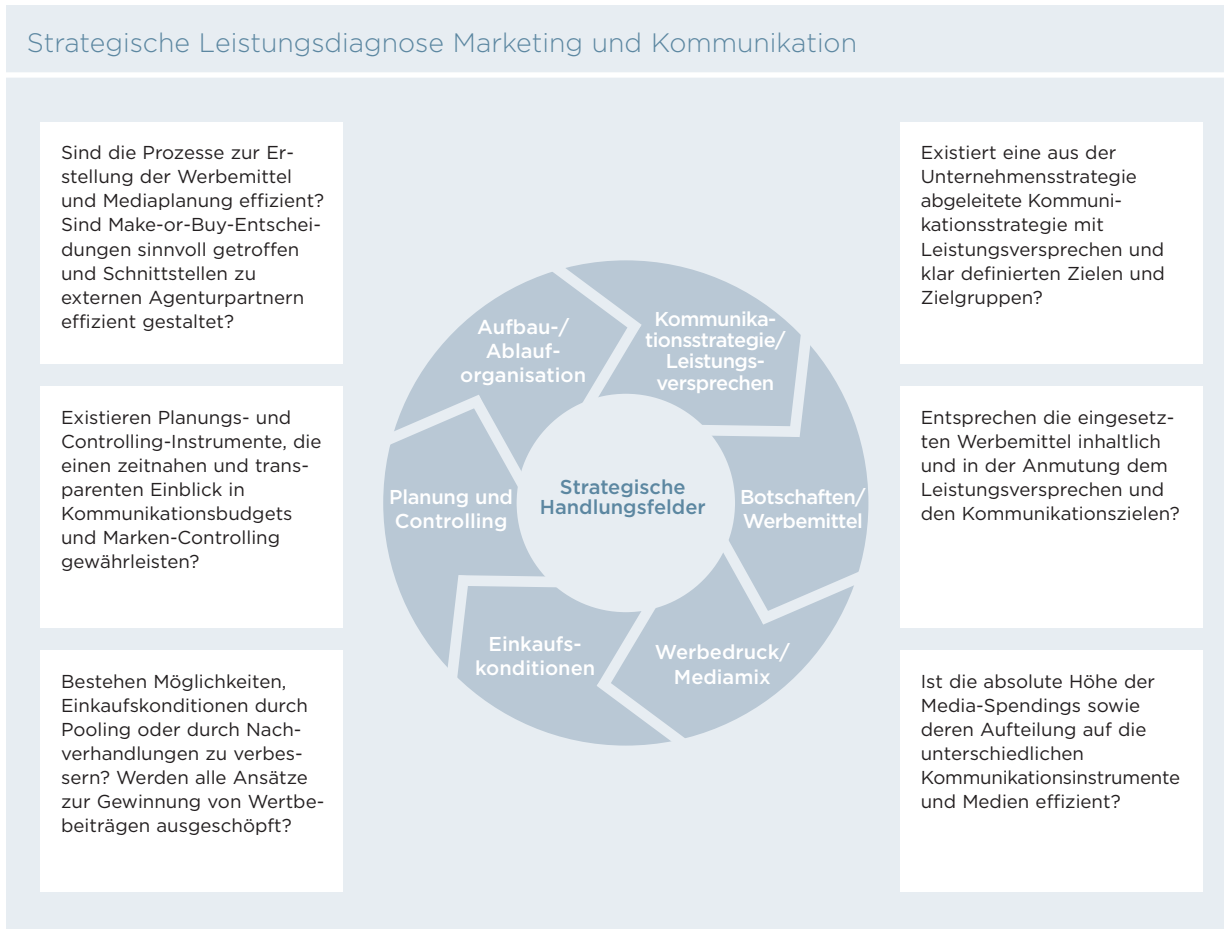 Strategische Leistungsdiagnose Marketing und Kommunikation
Sind die Prozesse zur Er-
stellung der Werbemittel
und Mediaplanung effizient?
Sind Make-or-Buy-Entschei-
dungen sinnvoll getroffen
und Schnittstellen zu
externen Agenturpartnern
effizient gestaltet?
Existieren Planungs- und
Controlling-Instrumente, die
einen zeitnahen und trans-
parenten Einblick in
Kommunikationsbudgets
und Marken-Controlling
gewährleisten?
Bestehen Möglichkeiten,
Einkaufskonditionen durch
Pooling oder durch Nach-
verhandlungen zu verbes-
sern? Werden alle Ansätze
zur Gewinnung von Wertbe-
beiträgen ausgeschöpft?
Aufbau-/
Ablauf-
organisation
Kommunika-
tionsstrategie/
Leistungs-
versprechen
Planung und
Controlling
Strategische
Handlungsfelder
Botschaften/
Werbemittel
Einkaufs-
konditionen
Werbedruck/
Mediamix
Existiert eine aus der
Unternehmensstrategie
abgeleitete Kommuni-
kationsstrategie mit
Leistungsversprechen und
klar definierten Zielen und
Zielgruppen?
Entsprechen die eingesetz-
ten Werbemittel inhaltlich
und in der Anmutung dem
Leistungsversprechen und
den Kommunikationszielen?
Ist die absolute Höhe der
Media-Spendings sowie
deren Aufteilung auf die
unterschiedlichen
Kommunikationsinstrumente
und Medien effizient?